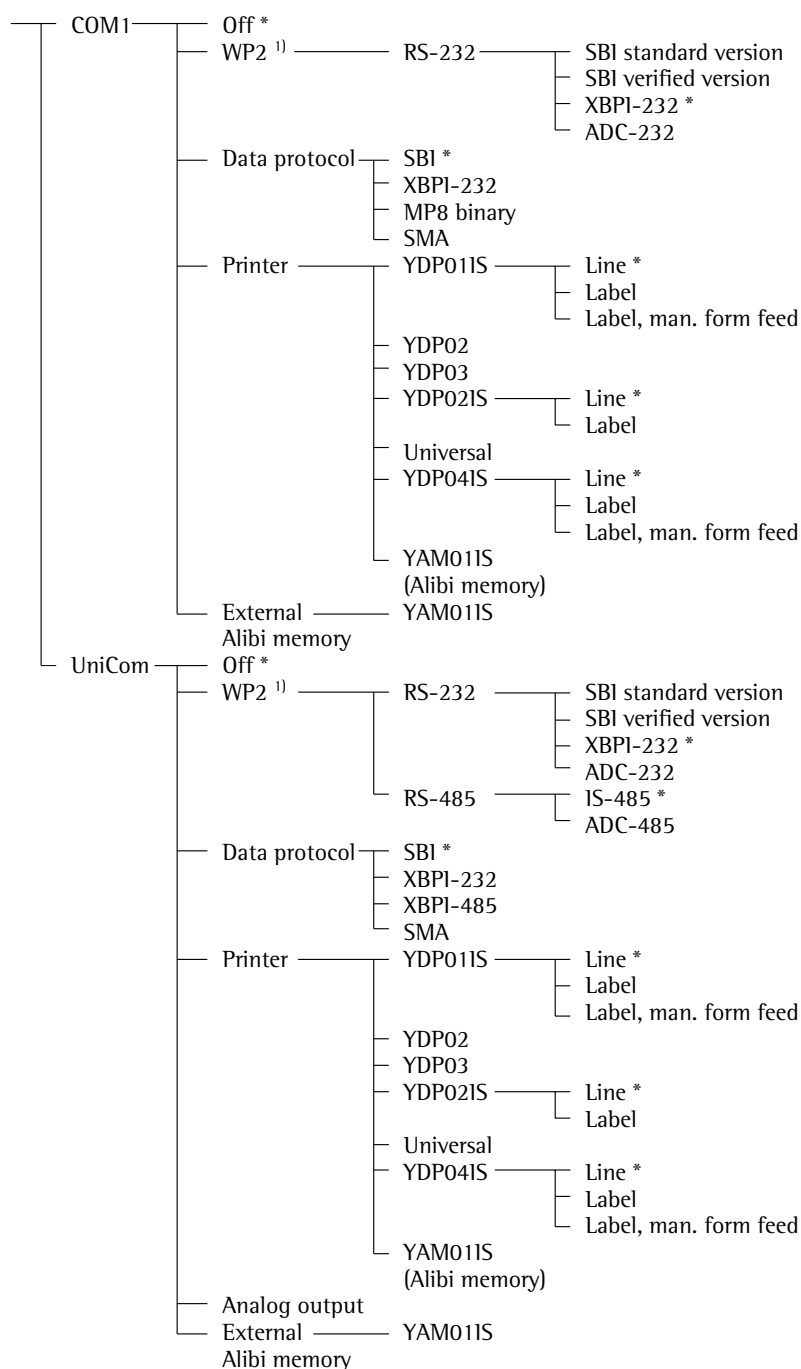 COM1 Off *
WP2 1) RS-232 SBI standard version
SBI verified version
XBPI-232 *
ADC-232
Data protocol SBI *
XBPI-232
MP8 binary
SMA
Printer YDP01IS Line *
Label
Label, man. form feed
YDP02
YDP03
YDP02IS Line *
Label
Universal
YDP04IS Line *
Label
Label, man. form feed
YAM01IS
(Alibi memory)
External YAM01IS
Alibi memory
UniCom Off *
WP2 1) RS-232 SBI standard version
SBI verified version
XBPI-232 *
ADC-232
RS-485 IS-485 *
ADC-485
Data protocol SBI *
XBPI-232
XBPI-485
SMA
Printer YDP01IS Line *
Label
Label, man. form feed
YDP02
YDP03
YDP02IS Line *
Label
Universal
YDP04IS Line *
Label
Label, man. form feed
YAM01IS
(Alibi memory)
Analog output
External YAM01IS
Alibi memory